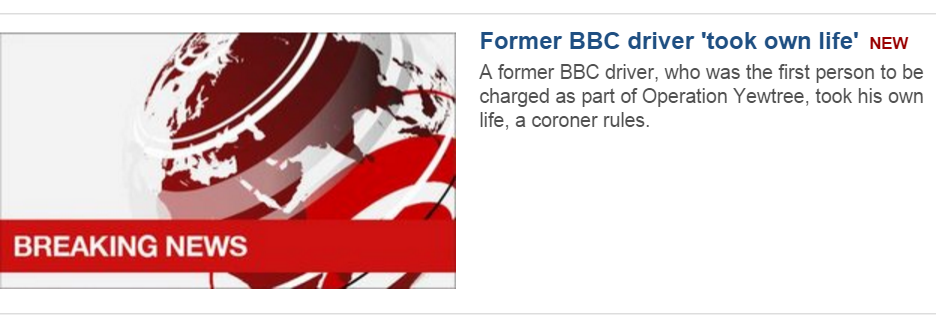 Former BBC driver 'took own life' NEW
A former BBC driver, who was the first person to be
charged as part of Operation Yewtree, took his own
life, a coroner rules.
BREAKING NEWS